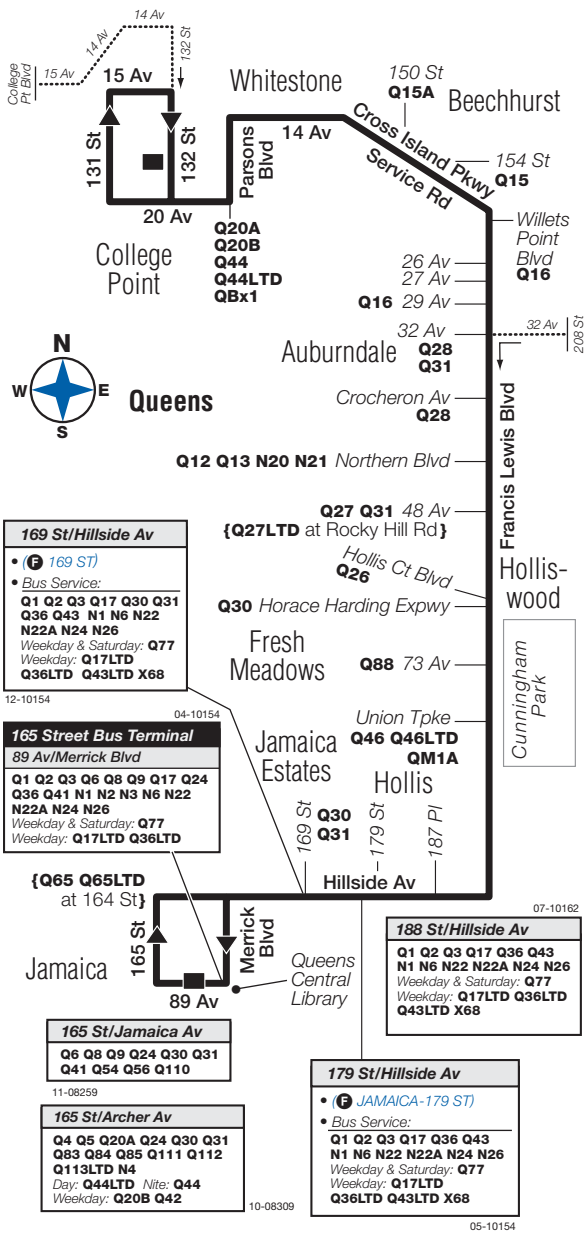 14 Av
14 Av
132 St
15 Av
College
Pt Blvd
15 Av
131 St
132 St
20 Av
Parsons
Blvd
Whitestone
14 Av
150 St
Q15A
Beechhurst
Cross Island Pkwy
Service Rd
154 St
Q15
College
Point
Q20A
Q20B
Q44
Q44LTD
QBx1
Willets
Point
Blvd
Q16
26 Av
27 Av
Q16 29 Av
32 Av
Q28
Q31
32 Av
208 St
Auburndale
N
W
E
S
Queens
Crocheron Av
Q28
Francis Lewis Blvd
Q12 Q13 N20 N21 Northern Blvd
Q27 Q31 48 Av
{Q27LTD at Rocky Hill Rd}
Hollis Ct Blvd
Q26
Hollis-
wood
Q30 Horace Harding Expwy
Fresh
Meadows
Q88 73 Av
Cunningham
Park
Union Tpke
Q46 Q46LTD
QM1A
169 St/Hillside Av
• (F 169 ST)
• Bus Service:
Q1 Q2 Q3 Q17 Q30 Q31
Q36 Q43 N1 N6 N22
N22A N24 N26
Weekday & Saturday: Q77
Weekday: Q17LTD
Q36LTD Q43LTD X68
12-10154
04-10154
165 Street Bus Terminal
89 Av/Merrick Blvd
Q1 Q2 Q3 Q6 Q8 Q9 Q17 Q24
Q36 Q41 N1 N2 N3 N6 N22
N22A N24 N26
Weekday & Saturday: Q77
Weekday: Q17LTD Q36LTD
Jamaica
Estates
Hollis
169 St
Q30
Q31
179 St
187 Pl
Hillside Av
{Q65 Q65LTD
at 164 St}
165 St
Merrick
Blvd
Jamaica
89 Av
Queens
Central
Library
07-10162
188 St/Hillside Av
Q1 Q2 Q3 Q17 Q36 Q43
N1 N6 N22 N22A N24 N26
Weekday & Saturday: Q77
Weekday: Q17LTD Q36LTD
Q43LTD X68
165 St/Jamaica Av
Q6 Q8 Q9 Q24 Q30 Q31
Q41 Q54 Q56 Q110
11-08259
165 St/Archer Av
Q4 Q5 Q20A Q24 Q30 Q31
Q83 Q84 Q85 Q111 Q112
Q113LTD N4
Day: Q44LTD Nite: Q44
Weekday: Q20B Q42
10-08309
179 St/Hillside Av
• (F JAMAICA-179 ST)
• Bus Service:
Q1 Q2 Q3 Q17 Q36 Q43
N1 N6 N22 N22A N24 N26
Weekday & Saturday: Q77
Weekday: Q17LTD
Q36LTD Q43LTD X68
05-10154